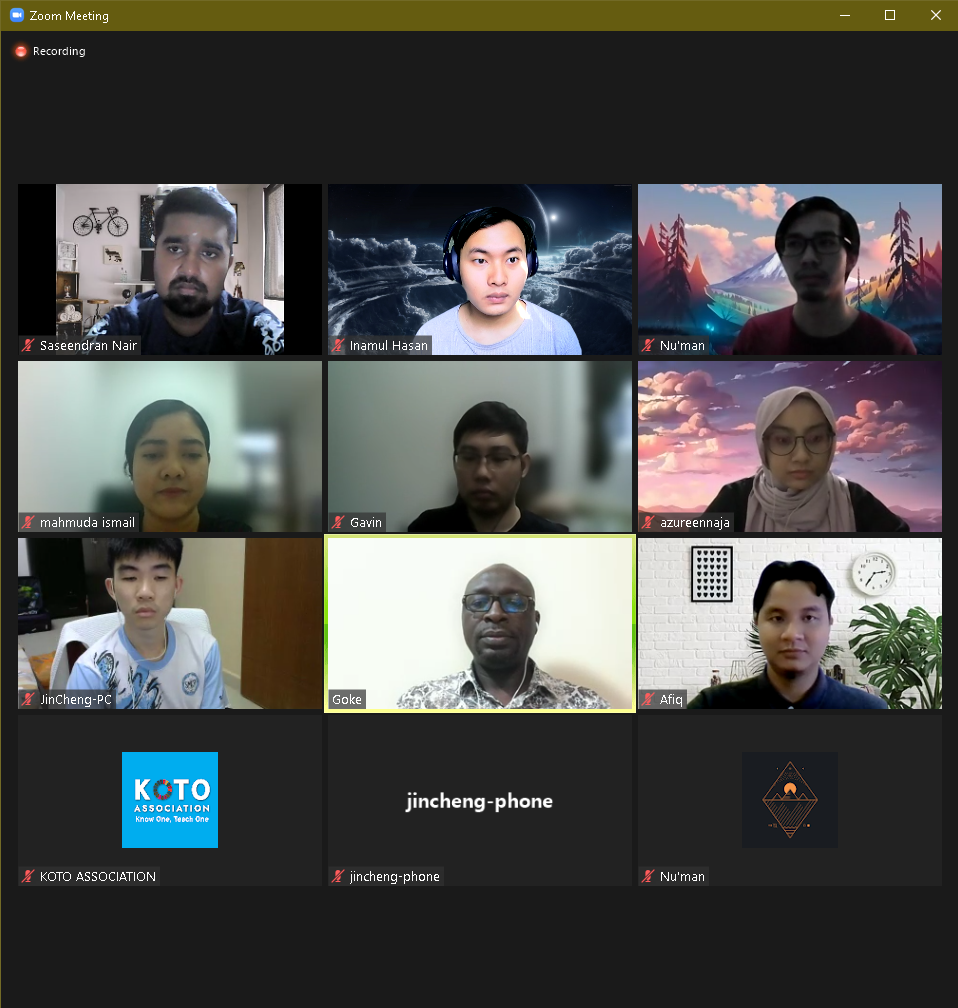 Zoom Meeting
Recording
Saseendran Nair
Inamul Hasan
Nu'man
mahmuda ismail
Gavin
azureennaja
JinCheng-PC
Goke
Afiq
KOTO
ASSOCIATION
Know One, Teach One
jincheng-phone
KOTO ASSOCIATION
jincheng-phone
Nu'man